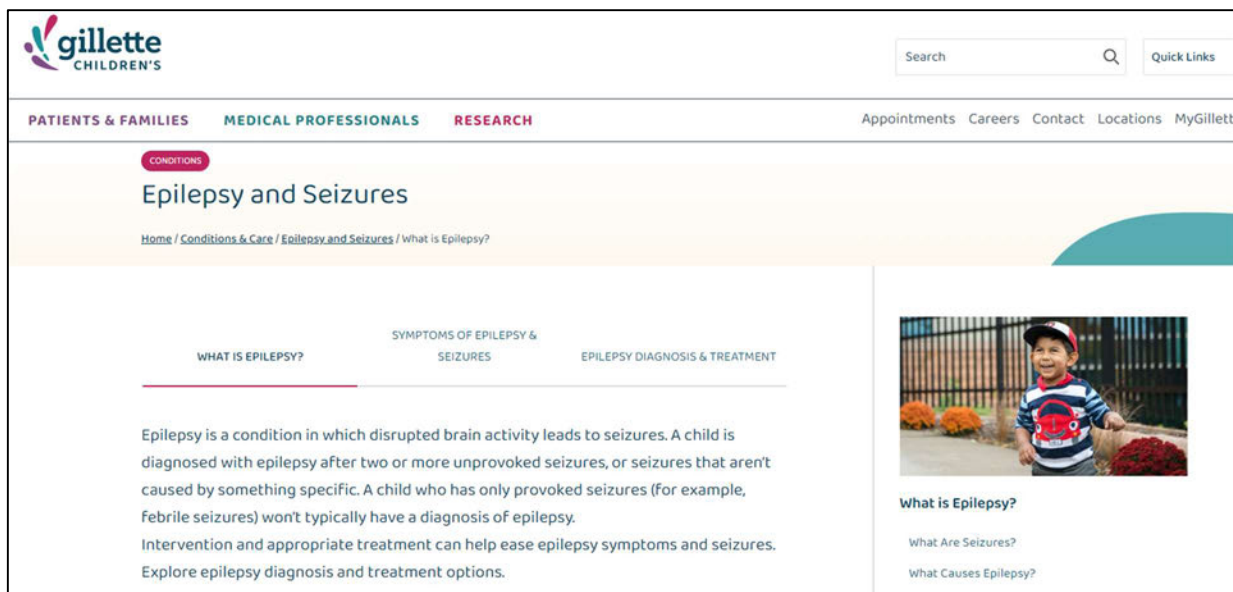 gillette
CHILDREN'S
Search
Quick Links
PATIENTS & FAMILIES MEDICAL PROFESSIONALS RESEARCH
Appointments Careers Contact Locations MyGillett
CONDITIONS
Epilepsy and Seizures
Home / Conditions & Care / Epilepsy and Seizures / What is Epilepsy?
WHAT IS EPILEPSY?
SYMPTOMS OF EPILEPSY &
SEIZURES
EPILEPSY DIAGNOSIS & TREATMENT
Epilepsy is a condition in which disrupted brain activity leads to seizures. A child is
diagnosed with epilepsy after two or more unprovoked seizures, or seizures that aren't
caused by something specific. A child who has only provoked seizures (for example,
febrile seizures) won't typically have a diagnosis of epilepsy.
Intervention and appropriate treatment can help ease epilepsy symptoms and seizures.
Explore epilepsy diagnosis and treatment options.
What is Epilepsy?
What Are Seizures?
What Causes Epilepsy?